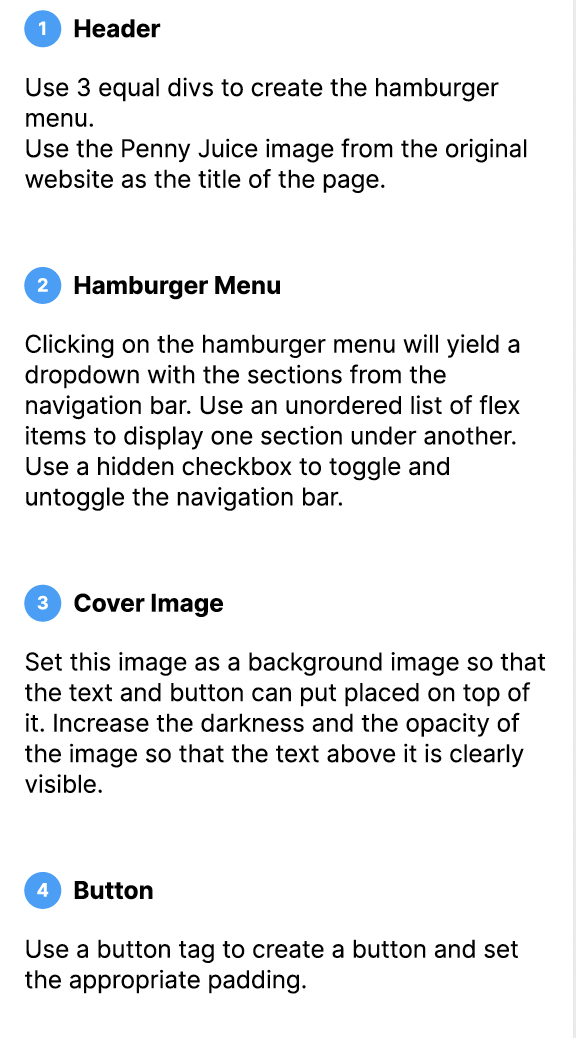 1 Header
Use 3 equal divs to create the hamburger
menu.
Use the Penny Juice image from the original
website as the title of the page.
2 Hamburger Menu
Clicking on the hamburger menu will yield a
dropdown with the sections from the
navigation bar. Use an unordered list of flex
items to display one section under another.
Use a hidden checkbox to toggle and
untoggle the navigation bar.
3 Cover Image
Set this image as a background image so that
the text and button can put placed on top of
it. Increase the darkness and the opacity of
the image so that the text above it is clearly
visible.
4 Button
Use a button tag to create a button and set
the appropriate padding.